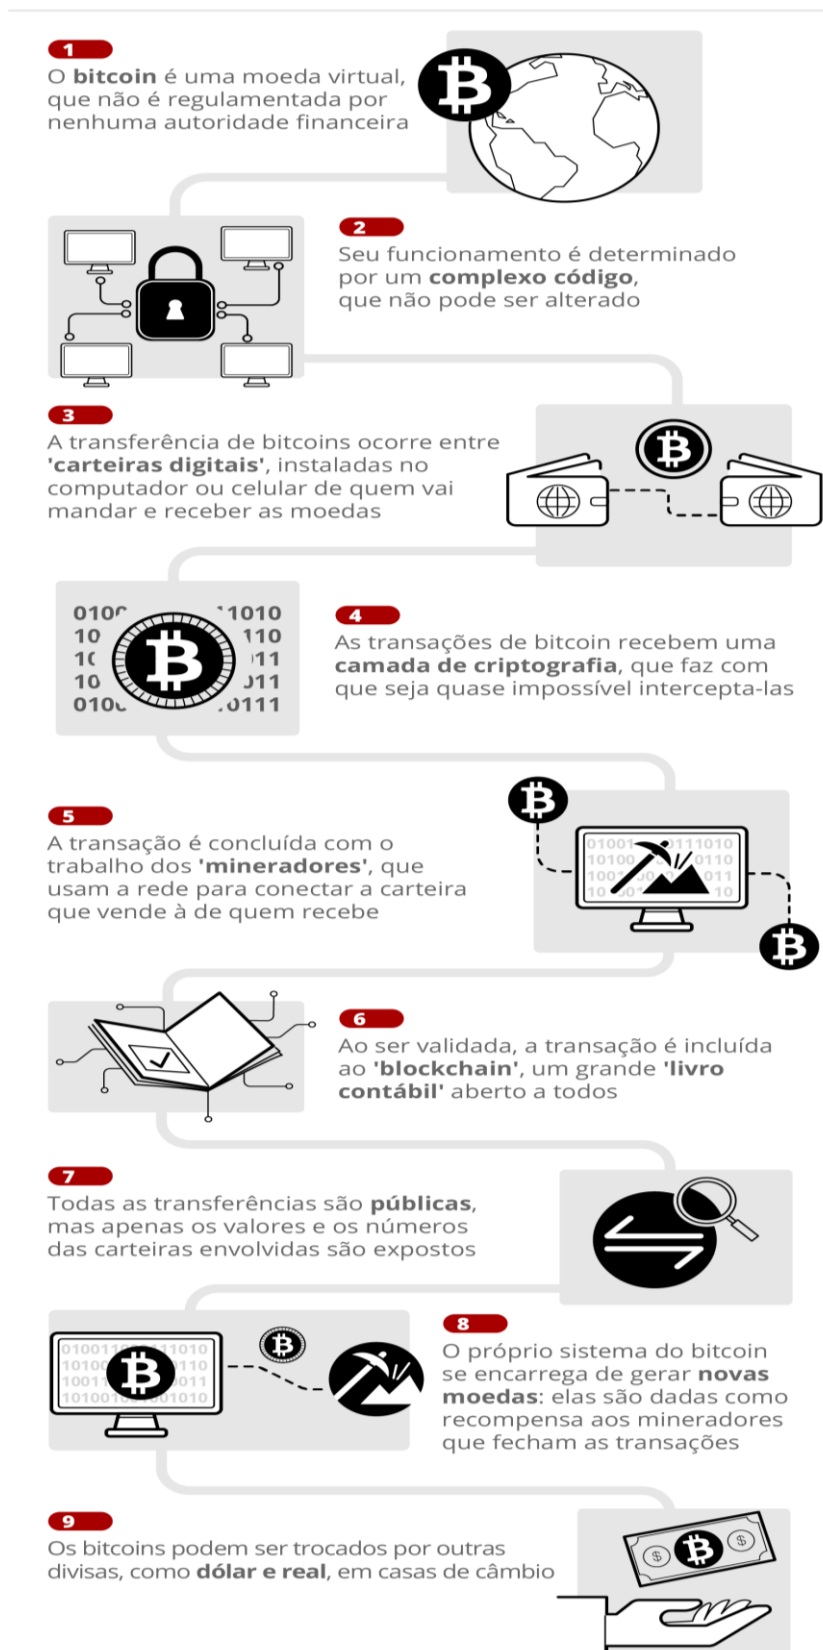 1
O bitcoin é uma moeda virtual,
que não é regulamentada por
nenhuma autoridade financeira
2
Seu funcionamento é determinado
por um complexo código,
que não pode ser alterado
3
A transferência de bitcoins ocorre entre
'carteiras digitais', instaladas no
computador ou celular de quem vai
mandar e receber as moedas
4
As transações de bitcoin recebem uma
camada de criptografia, que faz com
que seja quase impossível intercepta-las
5
A transação é concluída com o
trabalho dos 'mineradores', que
usam a rede para conectar a carteira
que vende à de quem recebe
6
Ao ser validada, a transação é incluída
ao 'blockchain', um grande 'livro
contábil' aberto a todos
7
Todas as transferências são públicas,
mas apenas os valores e os números
das carteiras envolvidas são expostos
8
O próprio sistema do bitcoin
se encarrega de gerar novas
moedas: elas são dadas como
recompensa aos mineradores
que fecham as transações
9
Os bitcoins podem ser trocados por outras
divisas, como dólar e real, em casas de câmbio